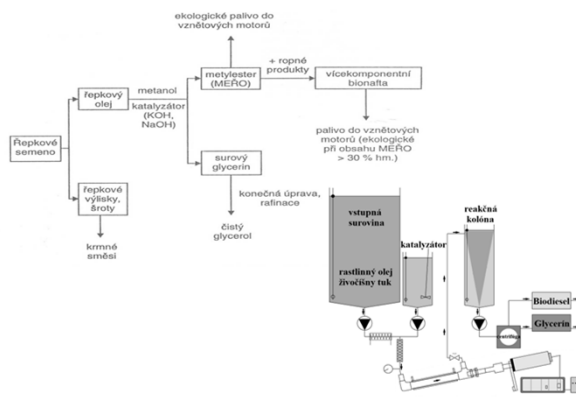 ekologické palivo do
vznětových motorů
metylester
(MEŘO)
+ ropné
produkty
vícekomponentní
bionafta
řepkový
olej
metanol
katalyzátor
(KOH,
NaOH)
Řepkové
semeno
palivo do vznětových
motorů (ekologické
při obsahu MEŘO
> 30 % hm.)
surový
glycerin
řepkové
výlisky,
šroty
konečná úprava,
rafinace
krmné
směsi
čistý
glycerol
vstupná
surovina
rastlinný olej
živočíšny tuk
katalyzátor
reakčná
kolóna
Biodiesel
Glycerín
centrifúga